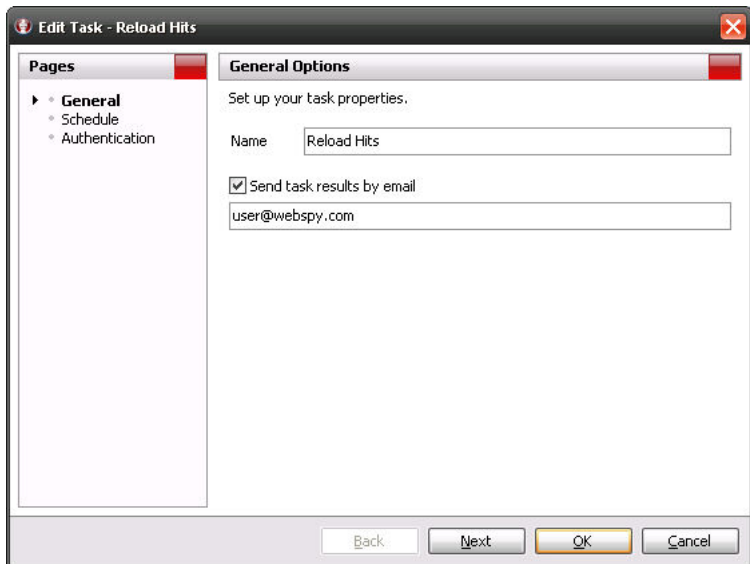 Edit Task - Reload Hits
Pages
General
Schedule
Authentication
General Options
Set up your task properties.
Name Reload Hits
Send task results by email
user@webspy.com
Back Next OK Cancel